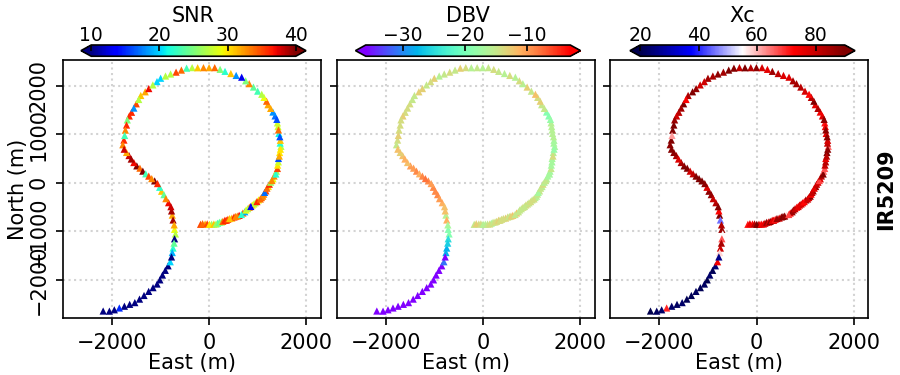 SNR DBV Xc
10 20 30 40 −30 −20 −10 20 40 60 80
2000
1000
0
−1000
−2000
North (m)
IR5209
−2000 0 2000 −2000 0 2000 −2000 0 2000
East (m) East (m) East (m)